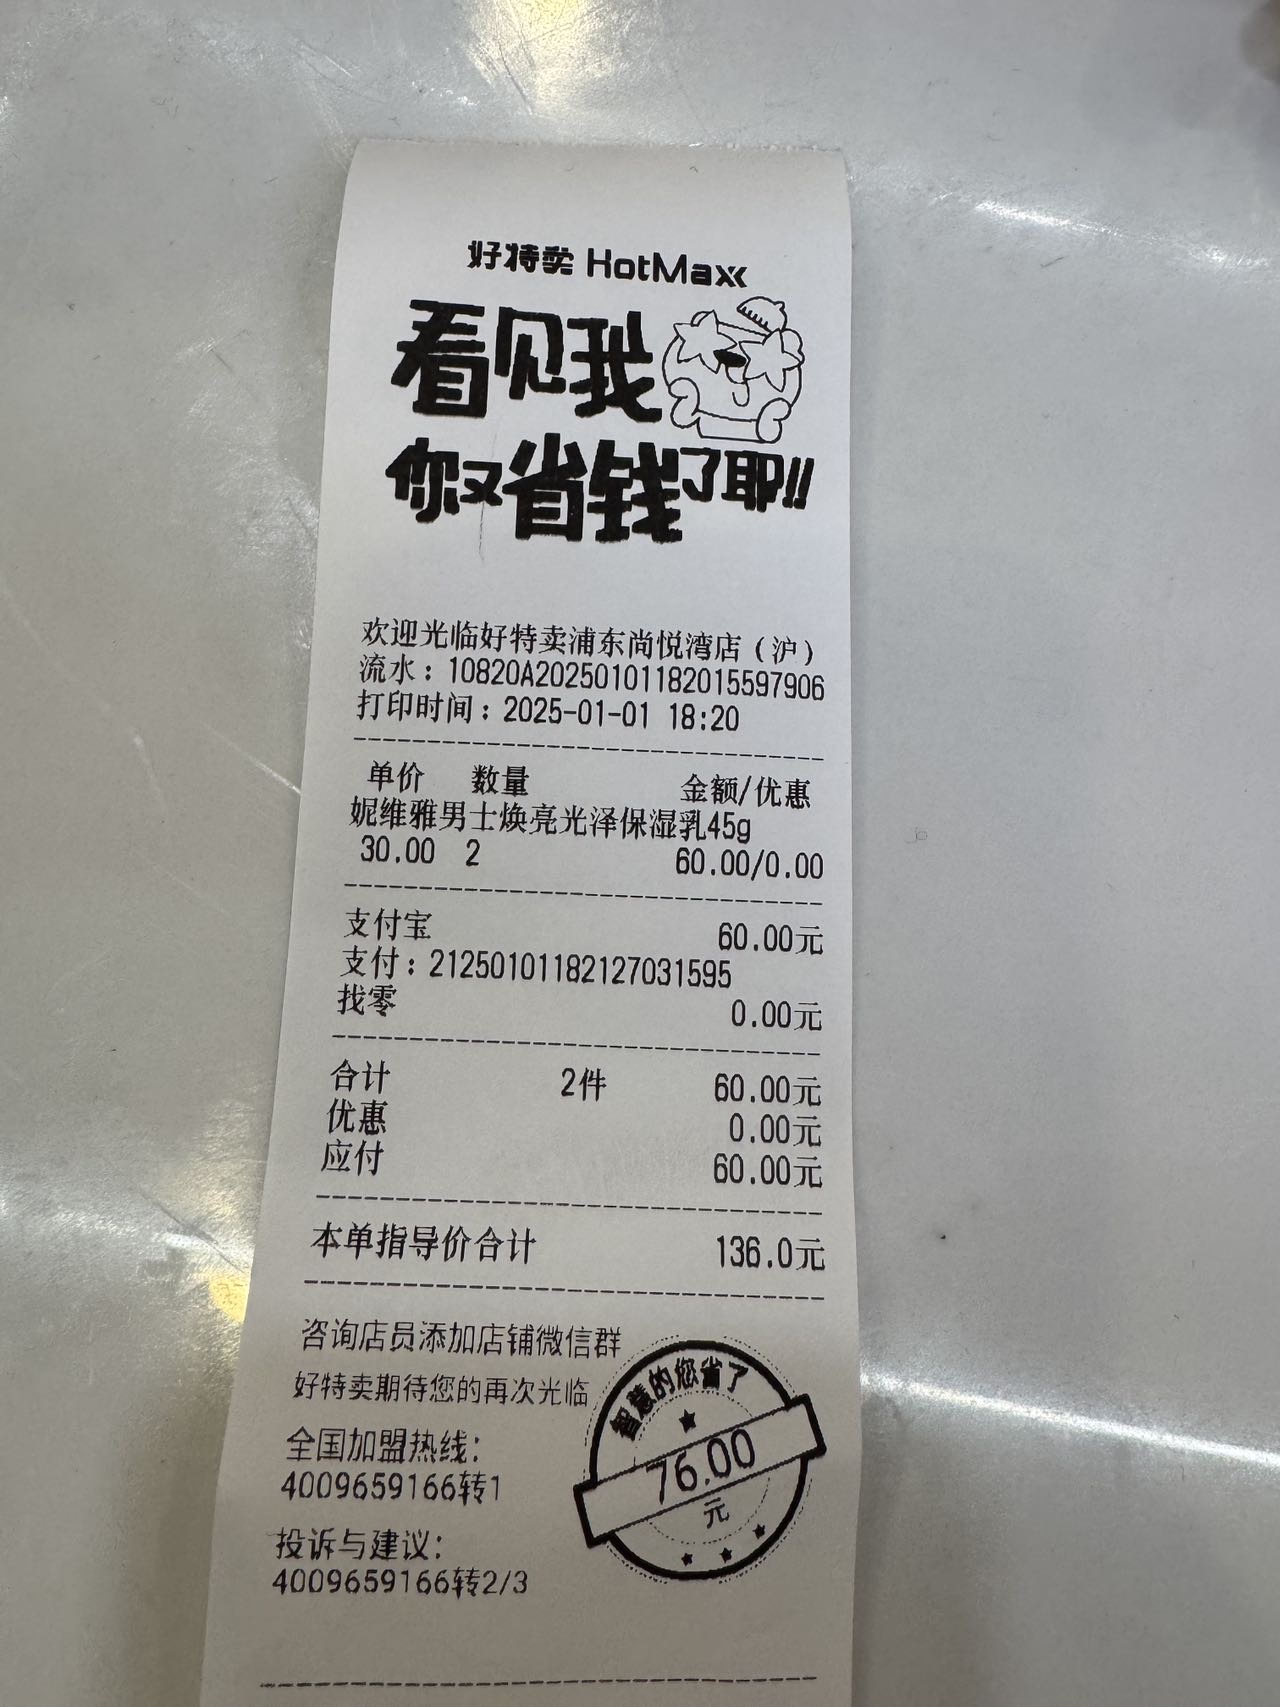 好特卖 HotMaxx
看见我
你又省钱了耶!!
欢迎光临好特卖浦东尚悦湾店（沪）
流水：10820A20250101182015597906
打印时间：2025-01-01 18:20
单价 数量 金额/优惠
妮维雅男士焕亮光泽保湿乳45g
30.00 2 60.00/0.00
支付宝 60.00元
支付：21250101182127031595
找零 0.00元
合计 2件 60.00元
优惠 0.00元
应付 60.00元
本单指导价合计 136.0元
咨询店员添加店铺微信群
好特卖期待您的再次光临
全国加盟热线：
4009659166转1
投诉与建议：
4009659166转2/3
智慧的您省了
76.00
元